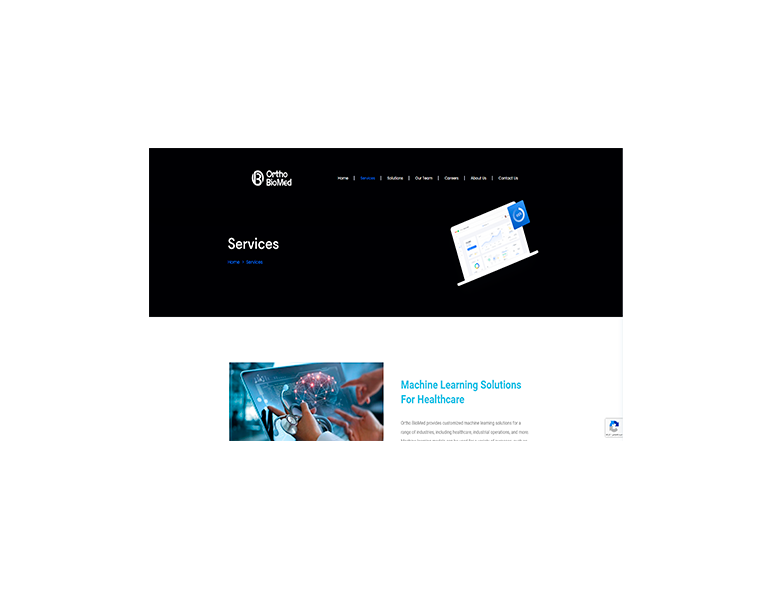 Ortho
BioMed
Home | Services | Solutions | Our Team | Careers | About Us | Contact Us
Services
Home > Services
Machine Learning Solutions
For Healthcare
Ortho BioMed provides customized machine learning solutions for a
range of industries, including healthcare, industrial operations, and more.